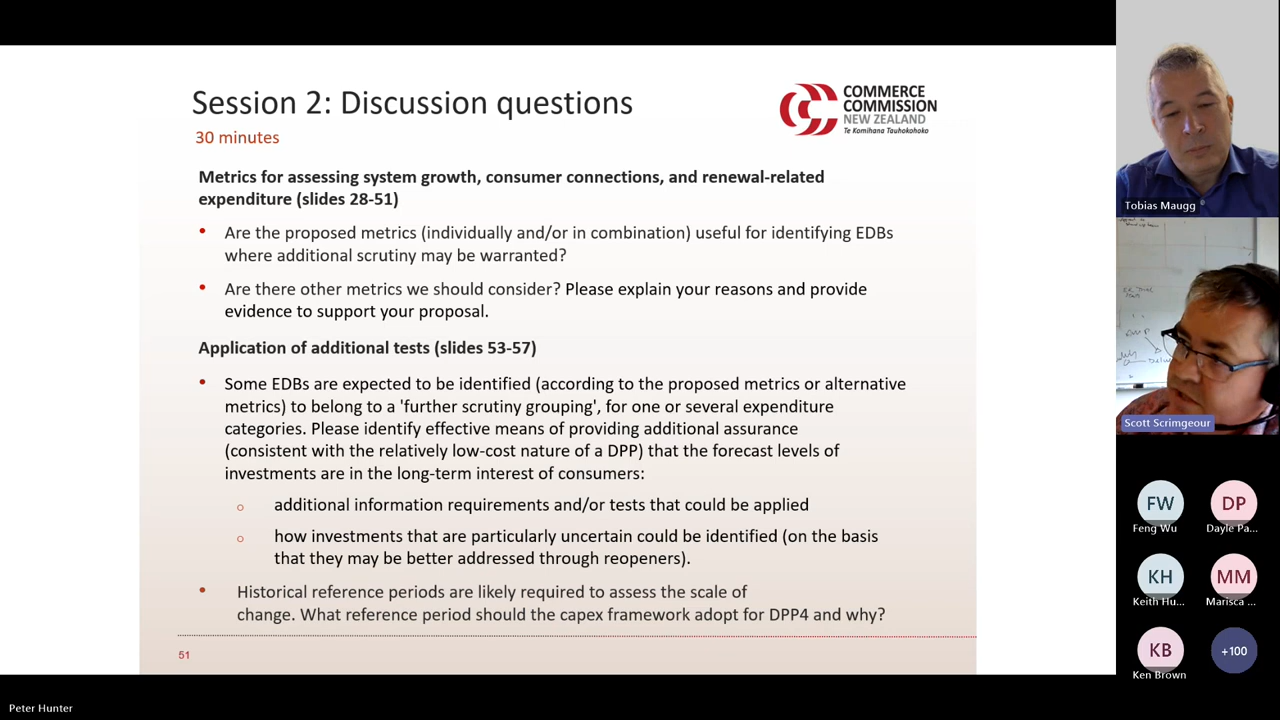 Session 2: Discussion questions
30 minutes
COMMERCE
COMMISSION
NEW ZEALAND
Te Komihana Tauhokohoko
Metrics for assessing system growth, consumer connections, and renewal-related
expenditure (slides 28-51)
• Are the proposed metrics (individually and/or in combination) useful for identifying EDBs
where additional scrutiny may be warranted?
• Are there other metrics we should consider? Please explain your reasons and provide
evidence to support your proposal.
Application of additional tests (slides 53-57)
• Some EDBs are expected to be identified (according to the proposed metrics or alternative
metrics) to belong to a 'further scrutiny grouping', for one or several expenditure
categories. Please identify effective means of providing additional assurance
(consistent with the relatively low-cost nature of a DPP) that the forecast levels of
investments are in the long-term interest of consumers:
o additional information requirements and/or tests that could be applied
o how investments that are particularly uncertain could be identified (on the basis
that they may be better addressed through reopeners).
• Historical reference periods are likely required to assess the scale of
change. What reference period should the capex framework adopt for DPP4 and why?
51
Tobias Maugg
Scott Scrimgeour
FW
Feng Wu
DP
Dayle Pa...
KH
Keith Hu...
MM
Marisca ...
KB
Ken Brown
+100
Peter Hunter